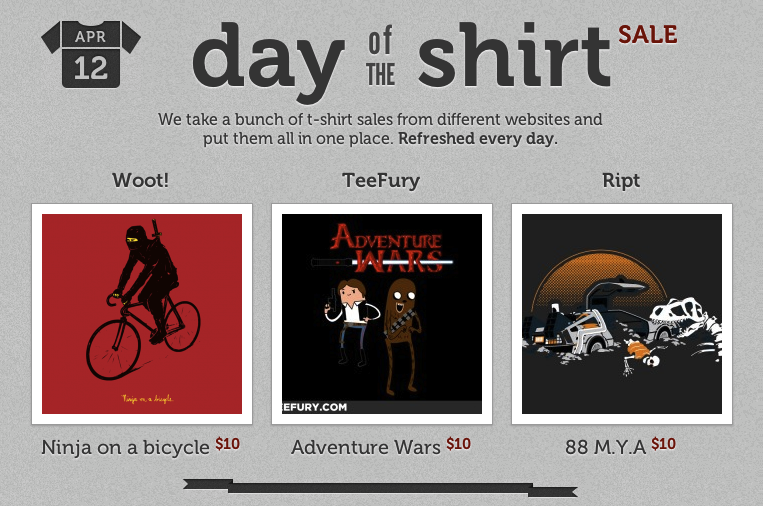 APR
12
day of THE shirt SALE
We take a bunch of t-shirt sales from different websites and
put them all in one place. Refreshed every day.
Woot!
TeeFury
Ript
Ninja on a bicycle
ADVENTURE
WARS
EEFURY.COM
Ninja on a bicycle $10
Adventure Wars $10
88 M.Y.A $10